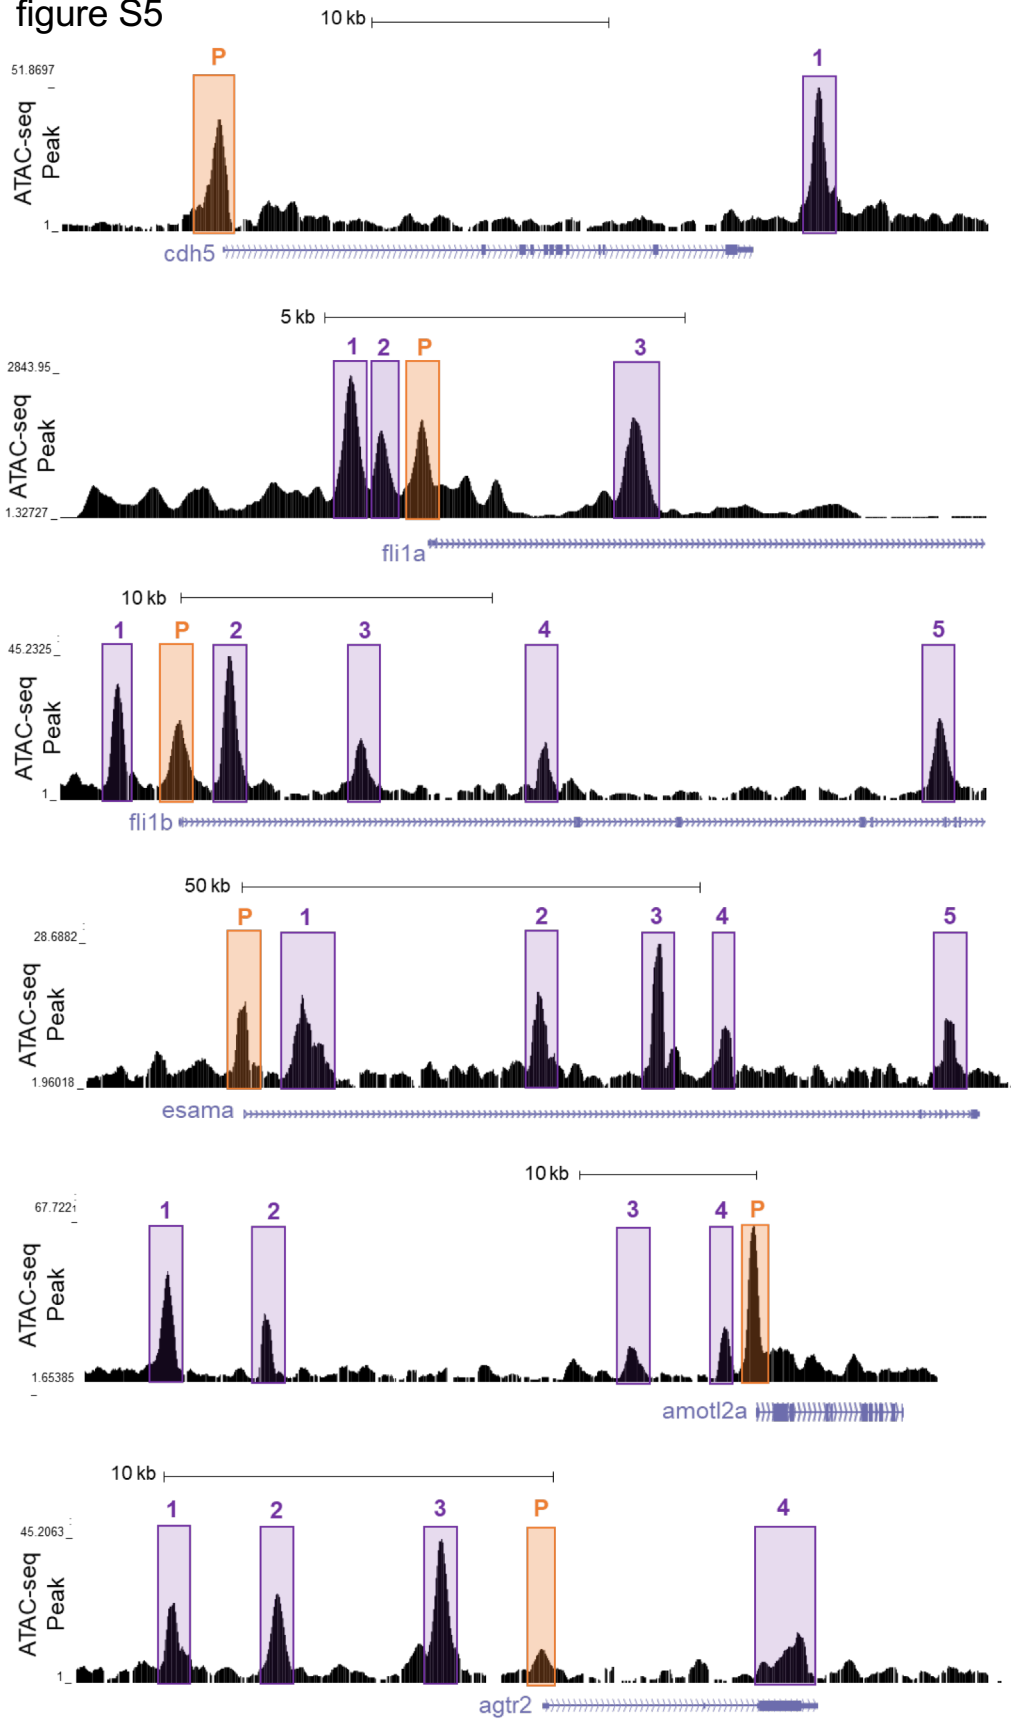 figure S5
10 kb
P 1
51.8697
ATAC-seq
Peak
1
cdh5
5 kb
1 2 P 3
2843.95
ATAC-seq
Peak
1.32727
fli1a
10 kb
1 P 2 3 4 5
45.2325
ATAC-seq
Peak
1
fli1b
50 kb
P 1 2 3 4 5
28.6882
ATAC-seq
Peak
1.96018
esama
10 kb
1 2 3 4 P
67.7221
ATAC-seq
Peak
1.65385
amotl2a
10 kb
1 2 3 P 4
45.2063
ATAC-seq
Peak
1
agtr2